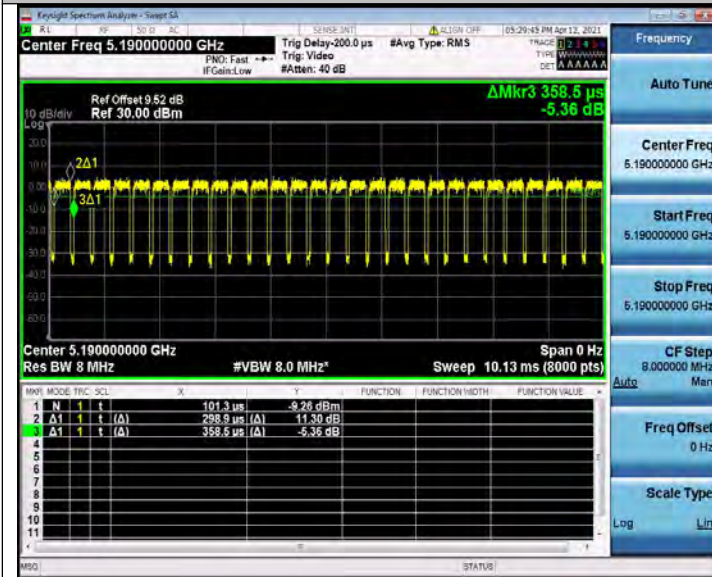 Keysight Spectrum Analyzer - Swept SA
RL RF 50 Ω AC SENSE:INT ALIGN OFF 05:29:45 PM Apr 12, 2021
Center Freq 5.190000000 GHz
PNO: Fast
IFGain:Low
Trig Delay-200.0 µs
Trig: Video
#Atten: 40 dB
#Avg Type: RMS
TRACE 1 2 3 4 5 6
TYPE
DET A A A A A A
ΔMkr3 358.5 µs
-5.36 dB
Ref Offset 9.52 dB
10 dB/div Ref 30.00 dBm
Log
20.0
10.0
2Δ1
0.00
3Δ1
-10.0
-30.0
-40.0
Center 5.190000000 GHz
Span 0 Hz
Res BW 8 MHz
#VBW 8.0 MHz*
Sweep 10.13 ms (8000 pts)
MKR MODE TRC SCL X Y FUNCTION FUNCTION WIDTH FUNCTION VALUE
1 N 1 t 101.3 µs -9.26 dBm
2 Δ1 1 t (Δ) 298.9 µs (Δ) 11.30 dB
3 Δ1 1 t (Δ) 358.5 µs (Δ) -5.36 dB
4
5
6
7
8
9
10
11
MSG
STATUS
Frequency
Auto Tune
Center Freq
5.190000000 GHz
Start Freq
5.190000000 GHz
Stop Freq
5.190000000 GHz
CF Step
8.000000 MHz
Auto Man
Freq Offset
0 Hz
Scale Type
Log Lin